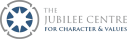 THE
JUBILEE CENTRE
FOR CHARACTER & VALUES